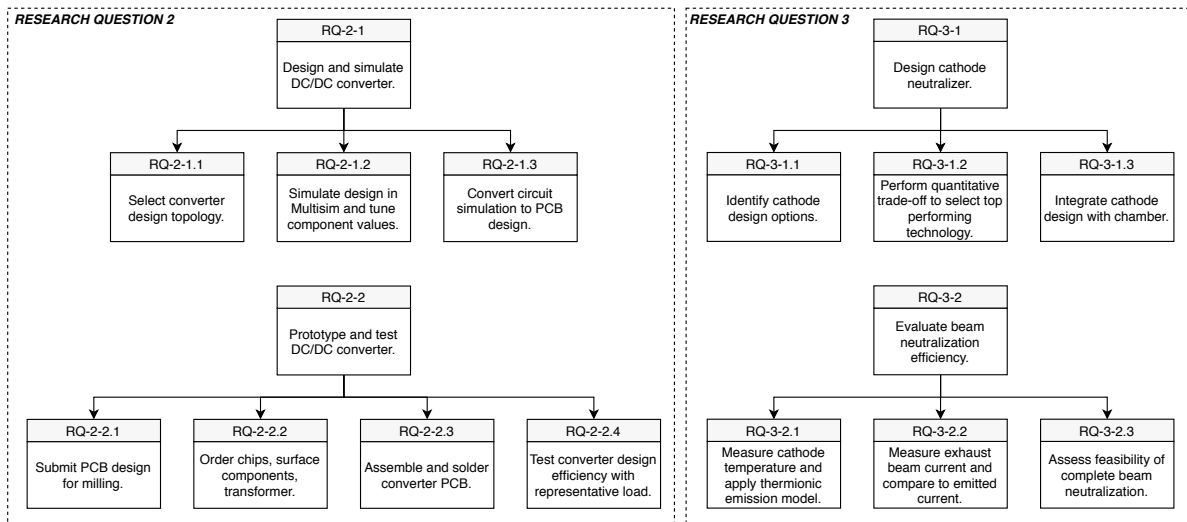 RESEARCH QUESTION 2
RQ-2-1
Design and simulate
DC/DC converter.
RQ-2-1.1
Select converter
design topology.
RQ-2-1.2
Simulate design in
Multisim and tune
component values.
RQ-2-1.3
Convert circuit
simulation to PCB
design.
RQ-2-2
Prototype and test
DC/DC converter.
RQ-2-2.1
Submit PCB design
for milling.
RQ-2-2.2
Order chips, surface
components,
transformer.
RQ-2-2.3
Assemble and solder
converter PCB.
RQ-2-2.4
Test converter design
efficiency with
representative load.
RESEARCH QUESTION 3
RQ-3-1
Design cathode
neutralizer.
RQ-3-1.1
Identify cathode
design options.
RQ-3-1.2
Perform quantitative
trade-off to select top
performing
technology.
RQ-3-1.3
Integrate cathode
design with chamber.
RQ-3-2
Evaluate beam
neutralization
efficiency.
RQ-3-2.1
Measure cathode
temperature and
apply thermionic
emission model.
RQ-3-2.2
Measure exhaust
beam current and
compare to emitted
current.
RQ-3-2.3
Assess feasibility of
complete beam
neutralization.